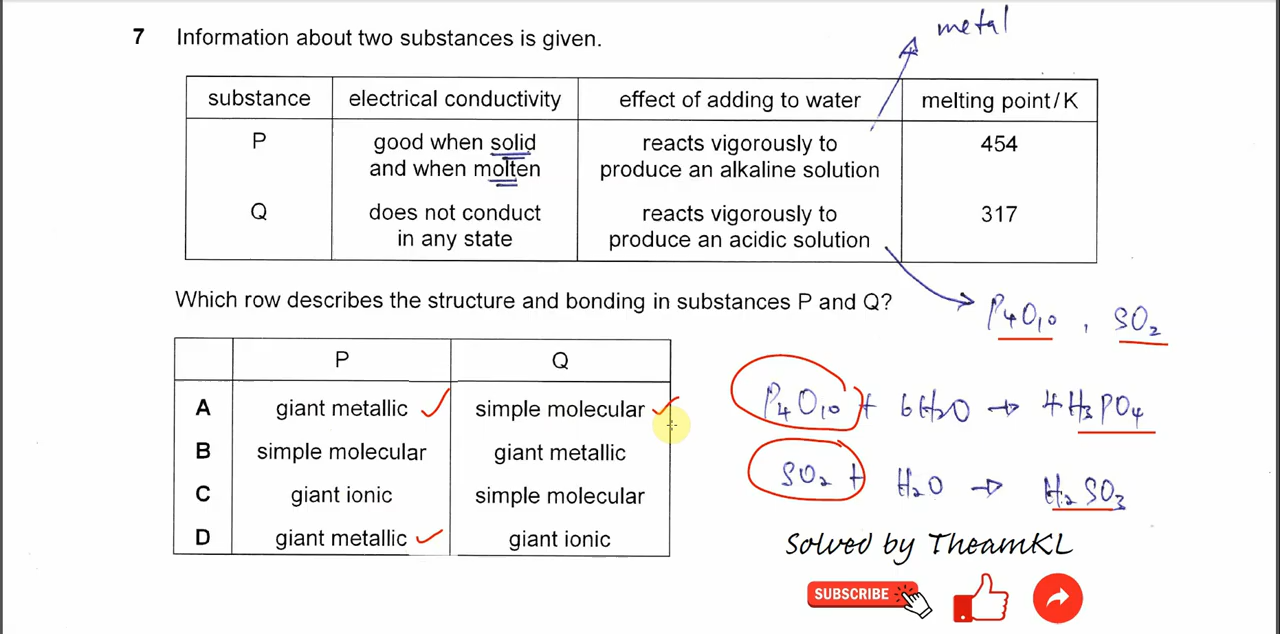 metal
7 Information about two substances is given.
substance electrical conductivity effect of adding to water melting point/K
P good when solid and when molten reacts vigorously to produce an alkaline solution 454
Q does not conduct in any state reacts vigorously to produce an acidic solution 317
Which row describes the structure and bonding in substances P and Q?
P₄O₁₀ , SO₂
P Q
A giant metallic ✓ simple molecular ✓
B simple molecular giant metallic
C giant ionic simple molecular
D giant metallic ✓ giant ionic
P₄O₁₀ + 6H₂O → 4H₃PO₄
SO₂ + H₂O → H₂SO₃
Solved by TheamKL
SUBSCRIBE